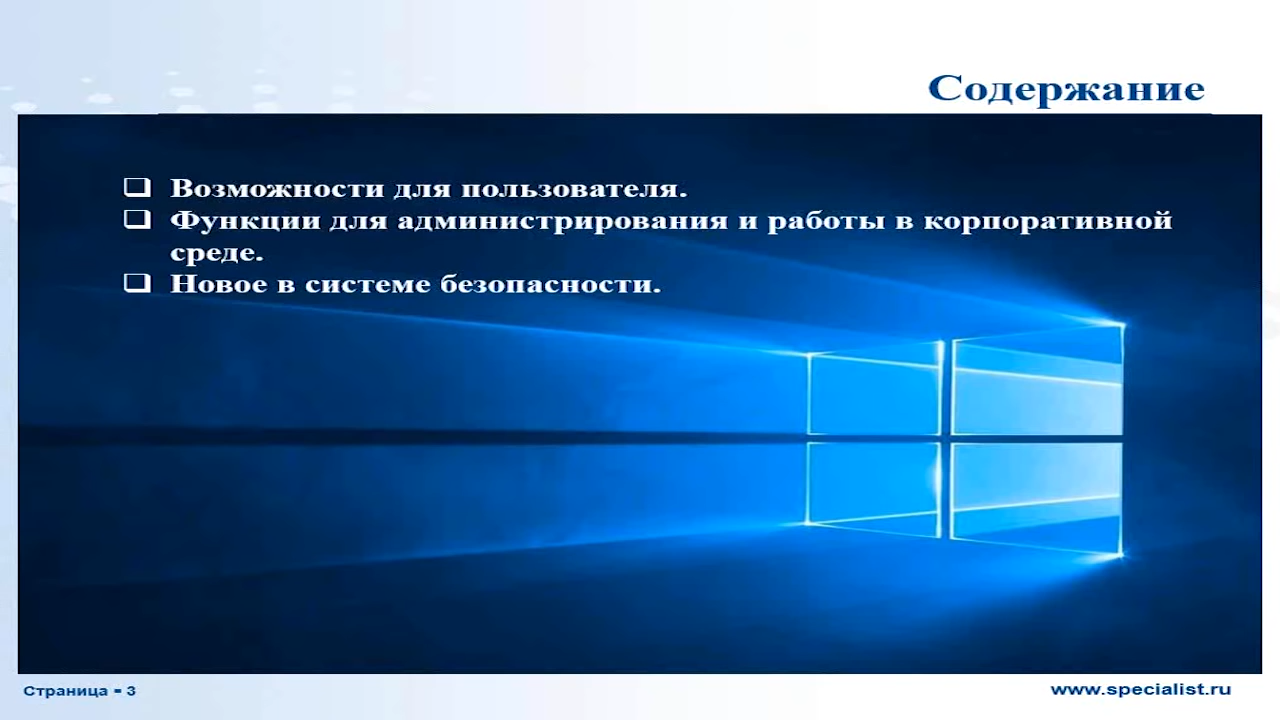 Содержание
❑ Возможности для пользователя.
❑ Функции для администрирования и работы в корпоративной
среде.
❑ Новое в системе безопасности.
Страница ▪ 3
www.specialist.ru